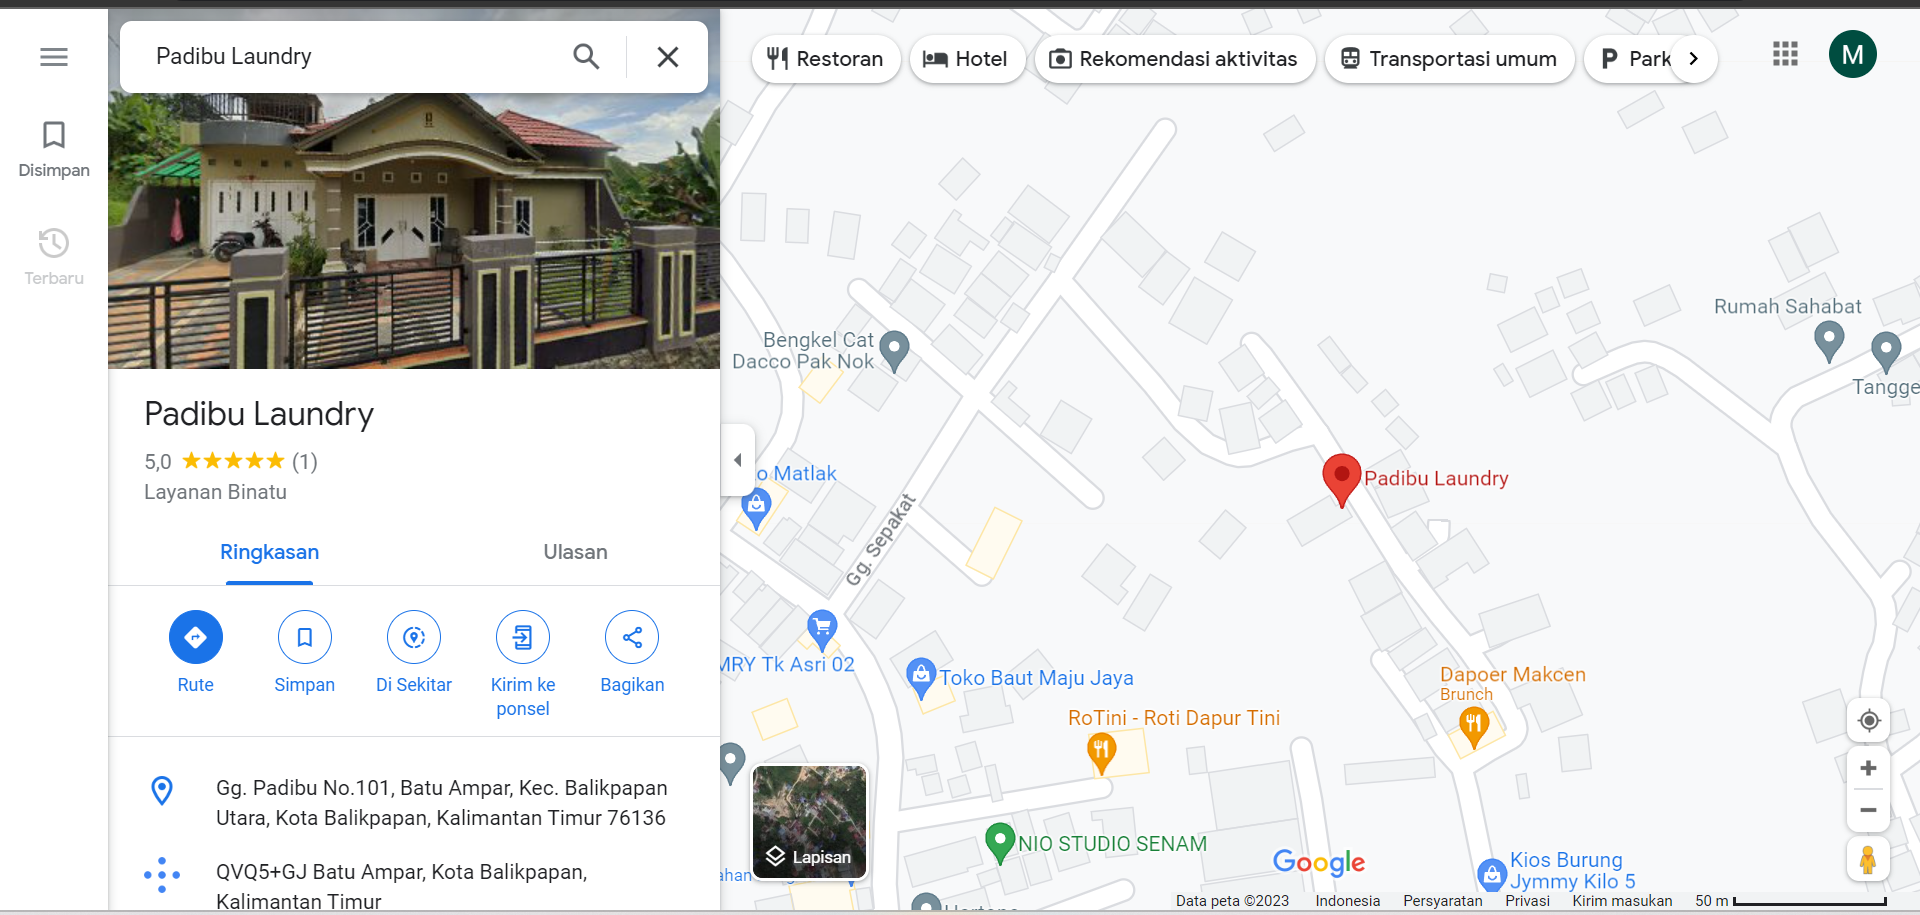 Padibu Laundry
Disimpan
Terbaru
Padibu Laundry
5,0 (1)
Layanan Binatu
Ringkasan
Ulasan
Rute
Simpan
Di Sekitar
Kirim ke
ponsel
Bagikan
Gg. Padibu No.101, Batu Ampar, Kec. Balikpapan
Utara, Kota Balikpapan, Kalimantan Timur 76136
QVQ5+GJ Batu Ampar, Kota Balikpapan,
Kalimantan Timur
Restoran
Hotel
Rekomendasi aktivitas
Transportasi umum
P Park
M
Rumah Sahabat
Bengkel Cat
Dacco Pak Nok
Tangge
o Matlak
Padibu Laundry
Gg. Sepakat
MRY Tk Asri 02
Toko Baut Maju Jaya
Dapoer Makcen
Brunch
RoTini - Roti Dapur Tini
Lapisan
NIO STUDIO SENAM
Google
Kios Burung
Jymmy Kilo 5
ahan
Data peta ©2023
Indonesia
Persyaratan
Privasi
Kirim masukan
50 m